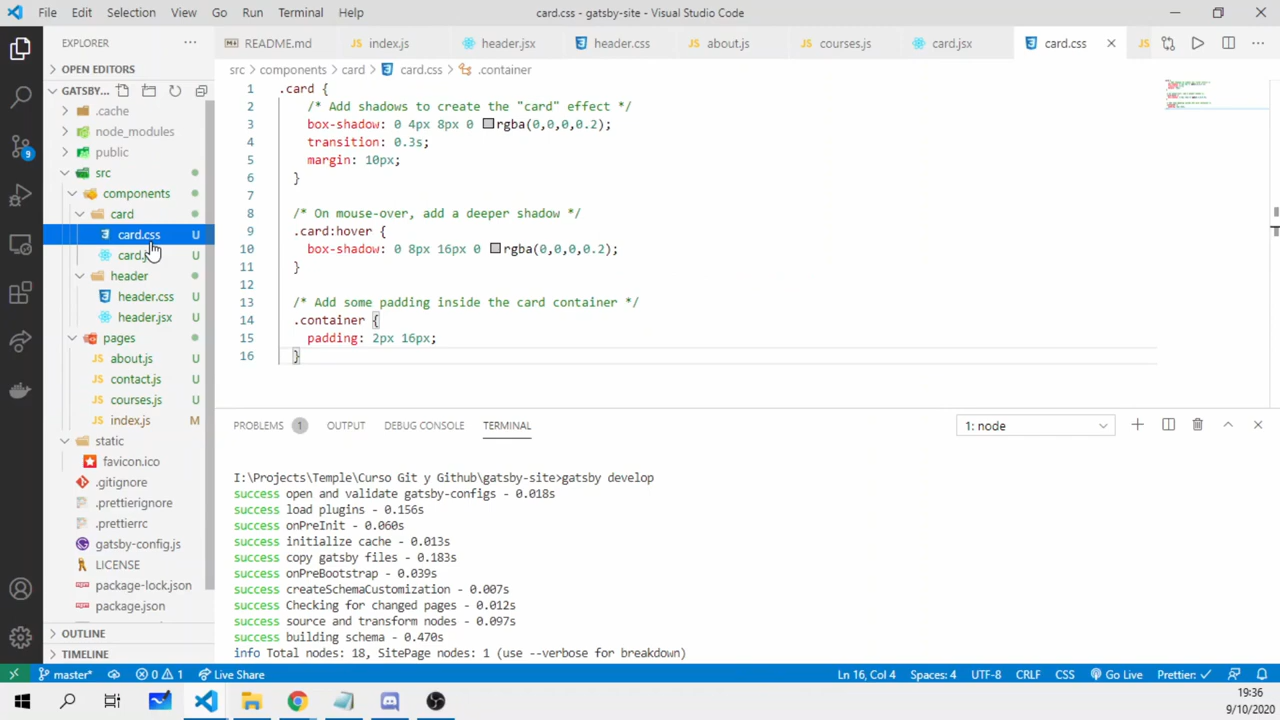 File Edit Selection View Go Run Terminal Help card.css - gatsby-site - Visual Studio Code
EXPLORER ··· README.md index.js header.jsx header.css about.js courses.js card.jsx card.css JS ···
OPEN EDITORS
GATSBY...
.cache
node_modules
public
src
components
card
card.css U
card.j U
header
header.css U
header.jsx U
pages
JS about.js U
JS contact.js U
JS courses.js U
JS index.js M
static
favicon.ico
.gitignore
.prettierignore
.prettierrc
gatsby-config.js
LICENSE
package-lock.json
package.json
OUTLINE
TIMELINE
9
src > components > card > card.css > .container
1 .card {
2 /* Add shadows to create the "card" effect */
3 box-shadow: 0 4px 8px 0 rgba(0,0,0,0.2);
4 transition: 0.3s;
5 margin: 10px;
6 }
7
8 /* On mouse-over, add a deeper shadow */
9 .card:hover {
10 box-shadow: 0 8px 16px 0 rgba(0,0,0,0.2);
11 }
12
13 /* Add some padding inside the card container */
14 .container {
15 padding: 2px 16px;
16 }
PROBLEMS 1 OUTPUT DEBUG CONSOLE TERMINAL 1: node
I:\Projects\Temple\Curso Git y Github\gatsby-site>gatsby develop
success open and validate gatsby-configs - 0.018s
success load plugins - 0.156s
success onPreInit - 0.060s
success initialize cache - 0.013s
success copy gatsby files - 0.183s
success onPreBootstrap - 0.039s
success createSchemaCustomization - 0.007s
success Checking for changed pages - 0.012s
success source and transform nodes - 0.097s
success building schema - 0.470s
info Total nodes: 18, SitePage nodes: 1 (use --verbose for breakdown)
master* 0 1 Live Share Ln 16, Col 4 Spaces: 4 UTF-8 CRLF CSS Go Live Prettier: ✓
19:36
9/10/2020